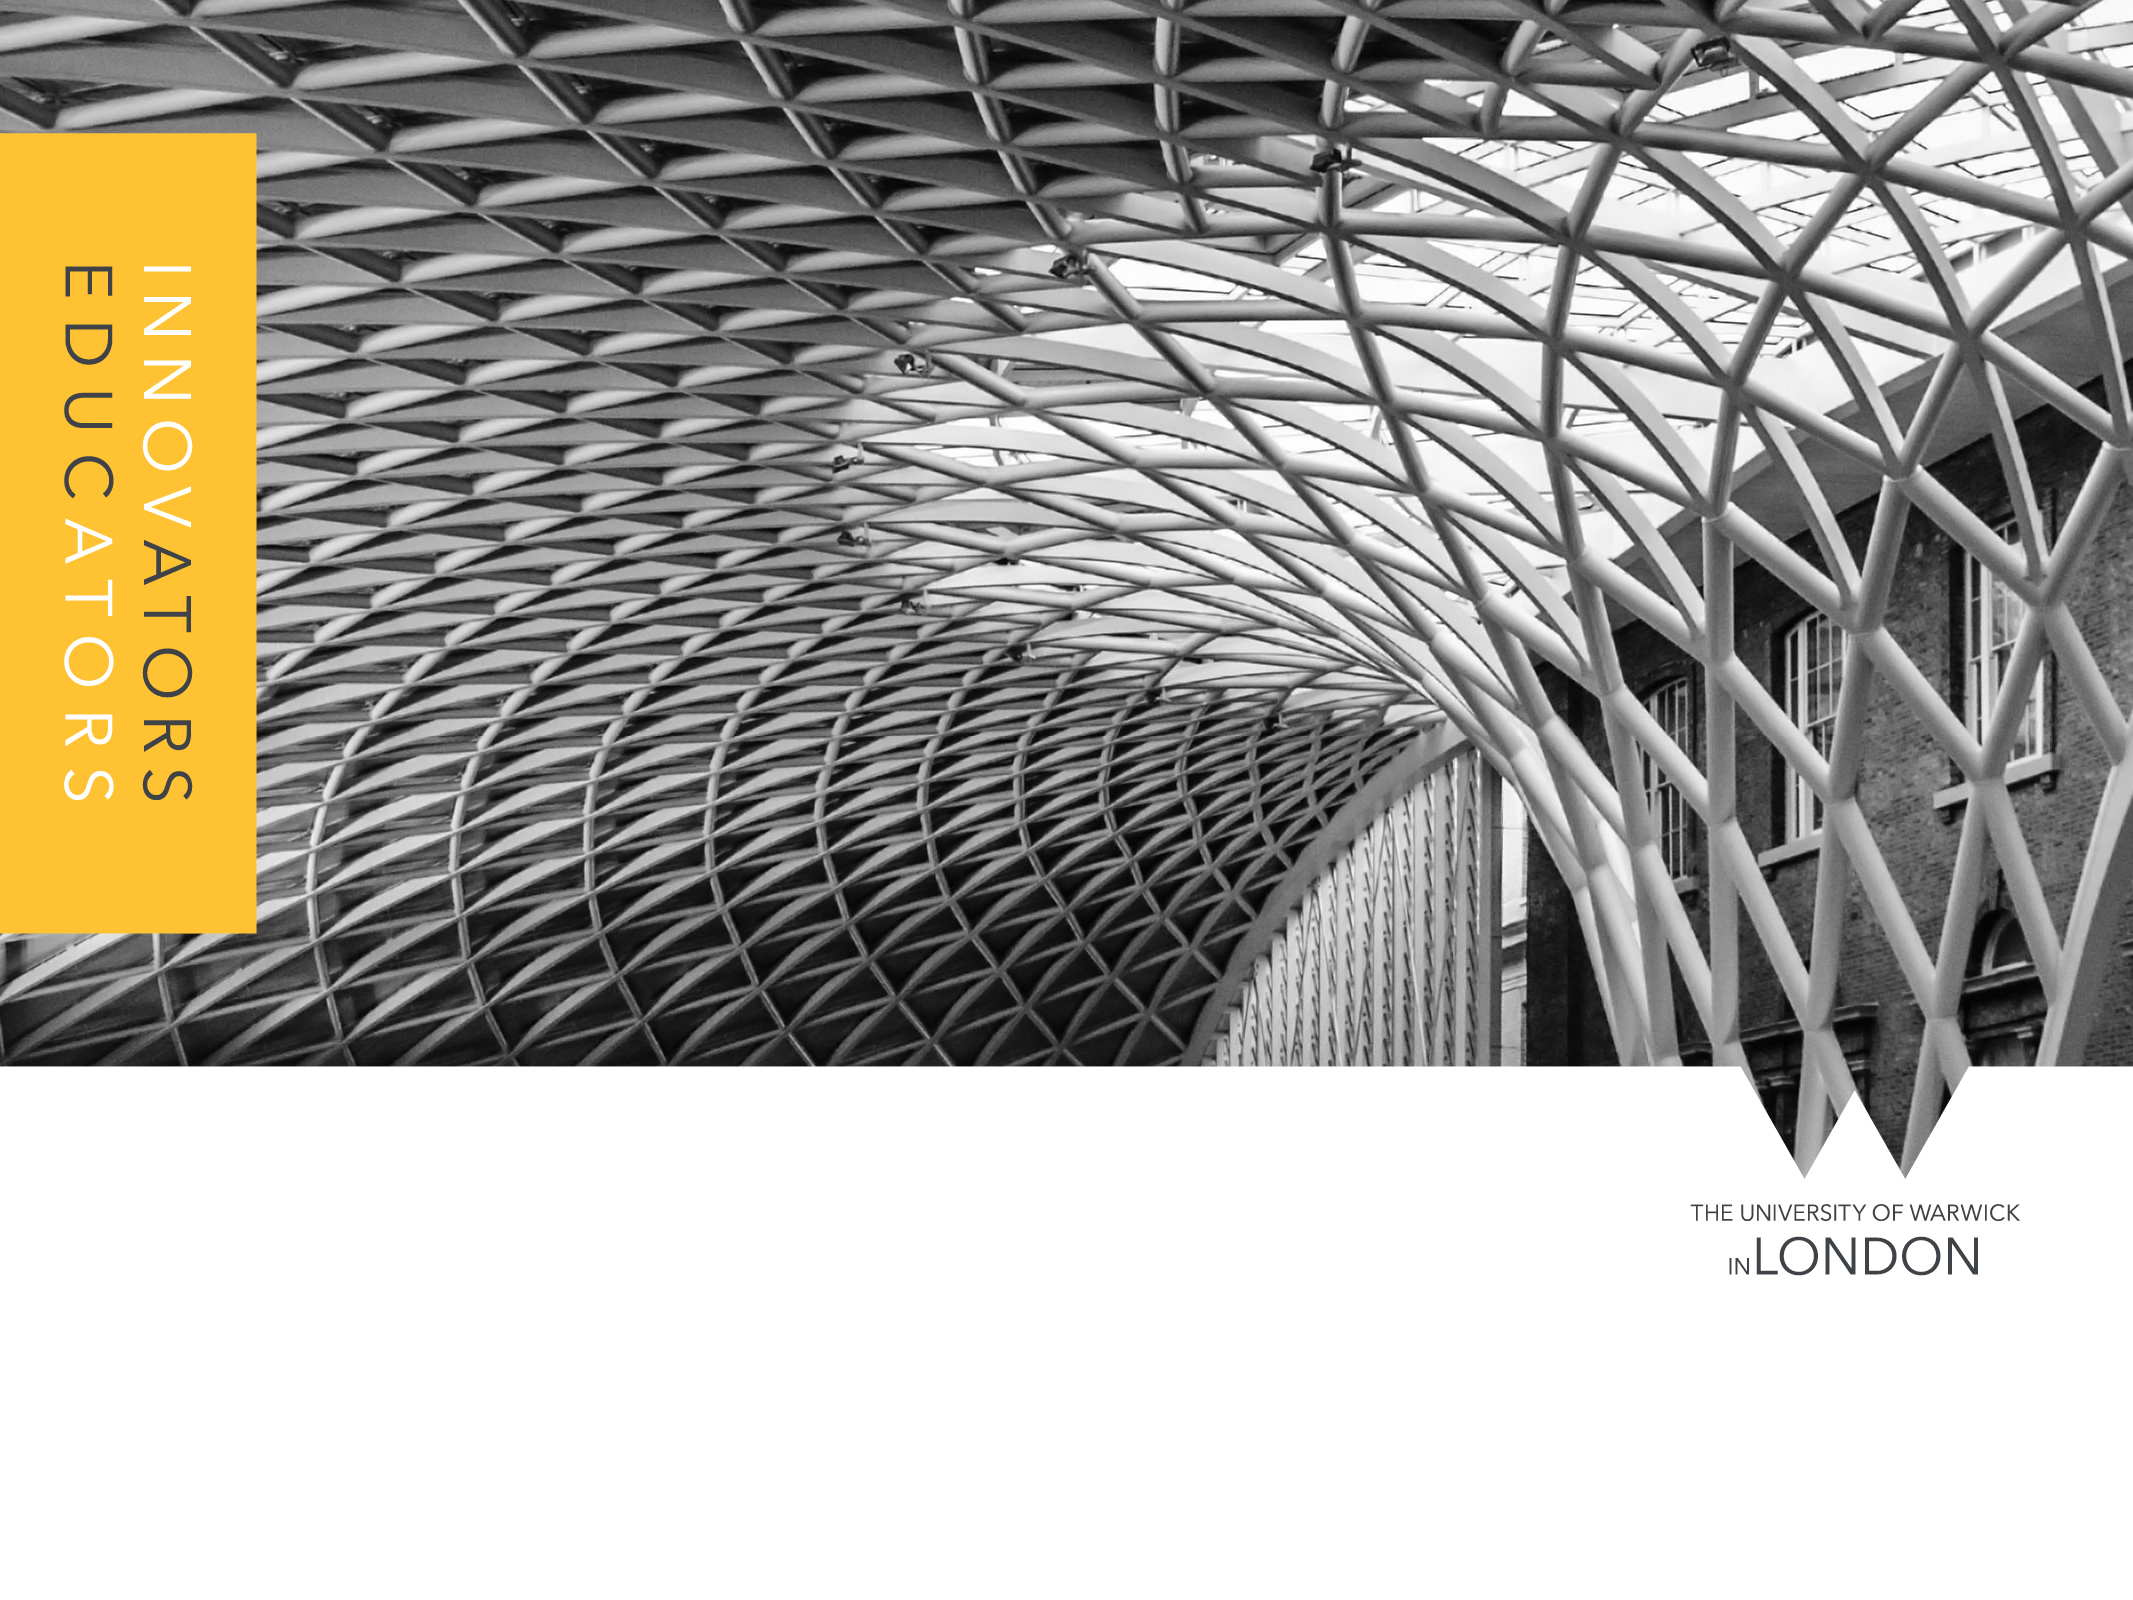 INNOVATORS
EDUCATORS
THE UNIVERSITY OF WARWICK
IN LONDON